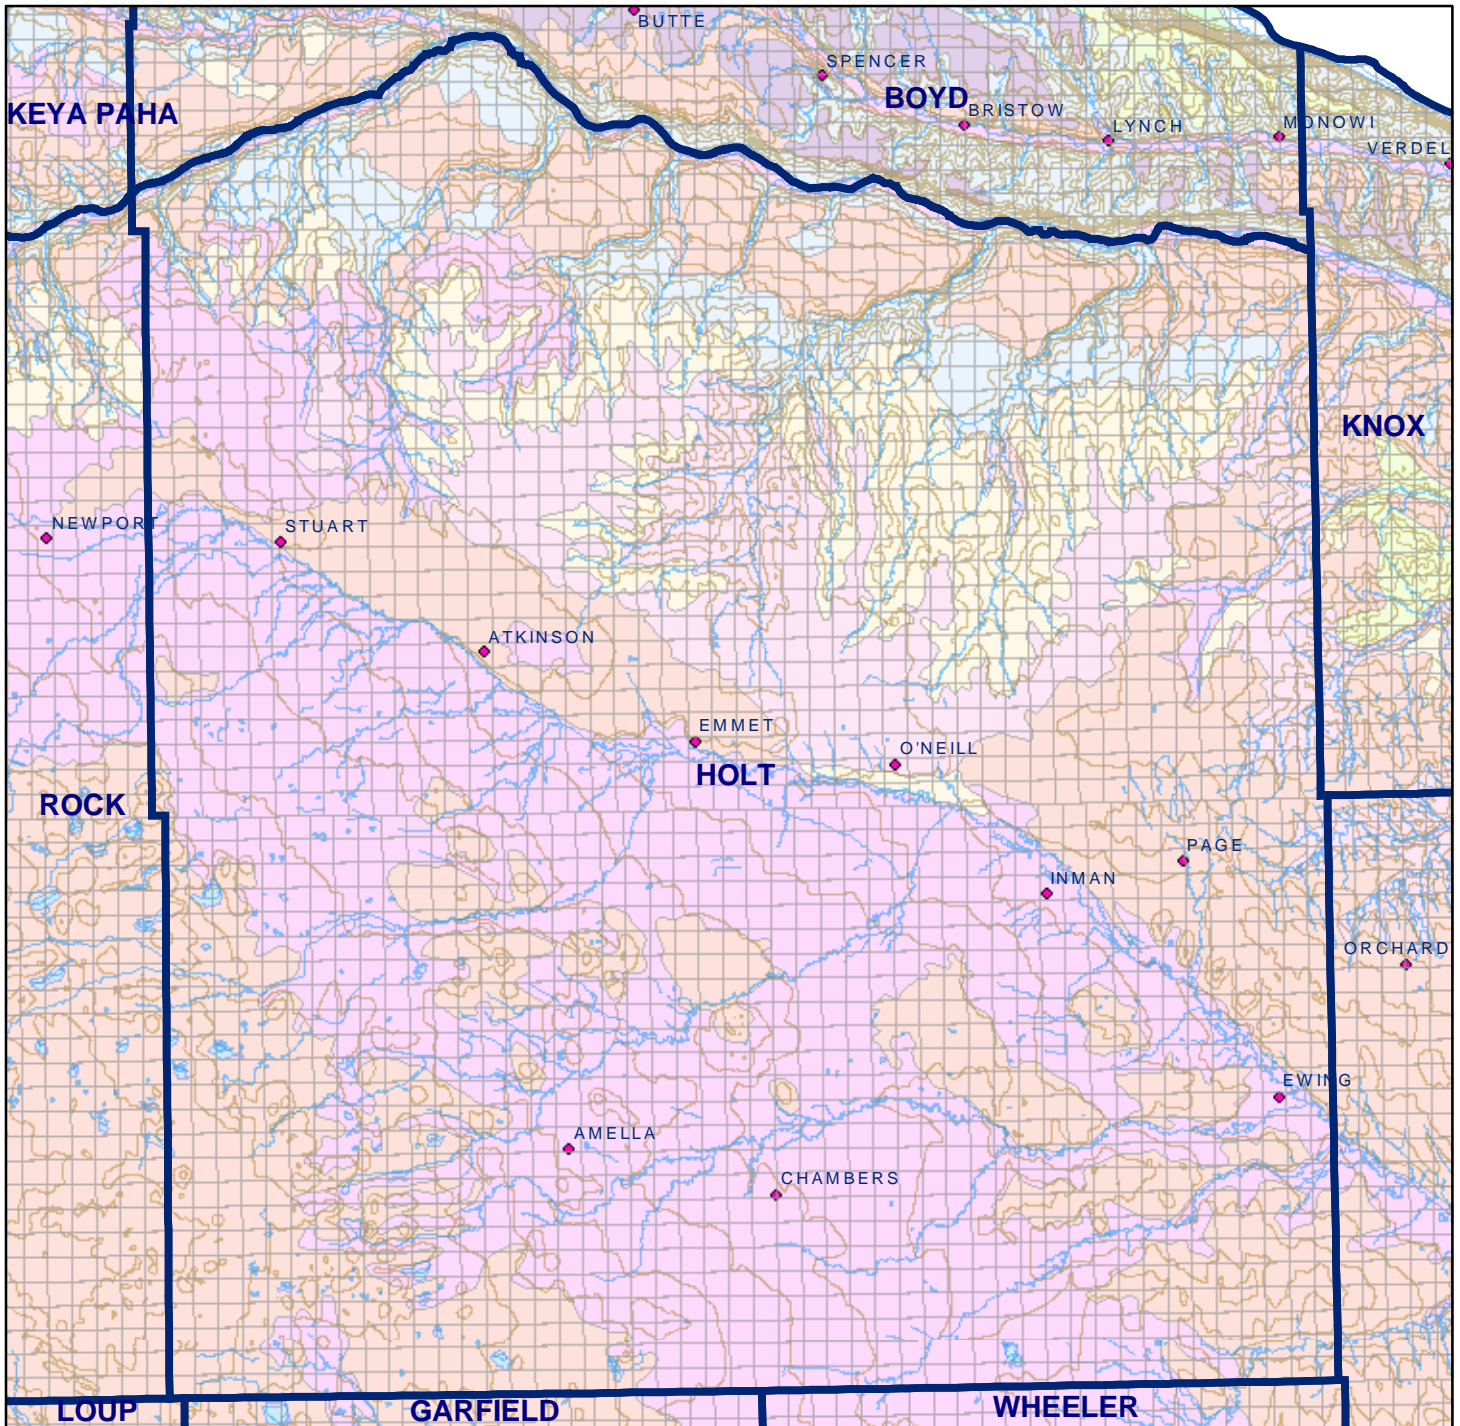 BUTTE
SPENCER
BOYD
KEYA PAHA
BRISTOW
LYNCH
MONOWI
VERDEL
KNOX
NEWPORT
STUART
ATKINSON
EMMET
O'NEILL
HOLT
ROCK
PAGE
INMAN
ORCHARD
EWING
AMELLA
CHAMBERS
LOUP
GARFIELD
WHEELER